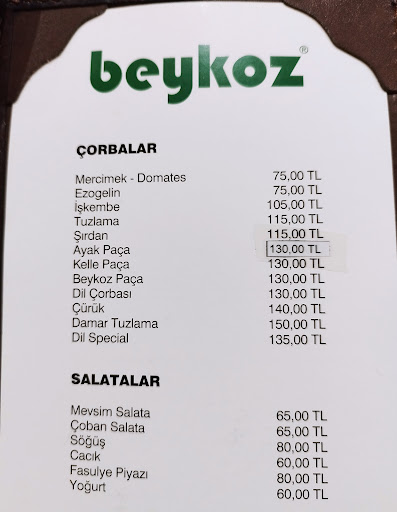 beykoz®
ÇORBALAR
Mercimek - Domates 75,00 TL
Ezogelin 75,00 TL
İşkembe 105,00 TL
Tuzlama 115,00 TL
Şırdan 115,00 TL
Ayak Paça 130,00 TL
Kelle Paça 130,00 TL
Beykoz Paça 130,00 TL
Dil Çorbası 130,00 TL
Çürük 140,00 TL
Damar Tuzlama 150,00 TL
Dil Special 135,00 TL
SALATALAR
Mevsim Salata 65,00 TL
Çoban Salata 65,00 TL
Söğüş 80,00 TL
Cacık 60,00 TL
Fasulye Piyazı 80,00 TL
Yoğurt 60,00 TL